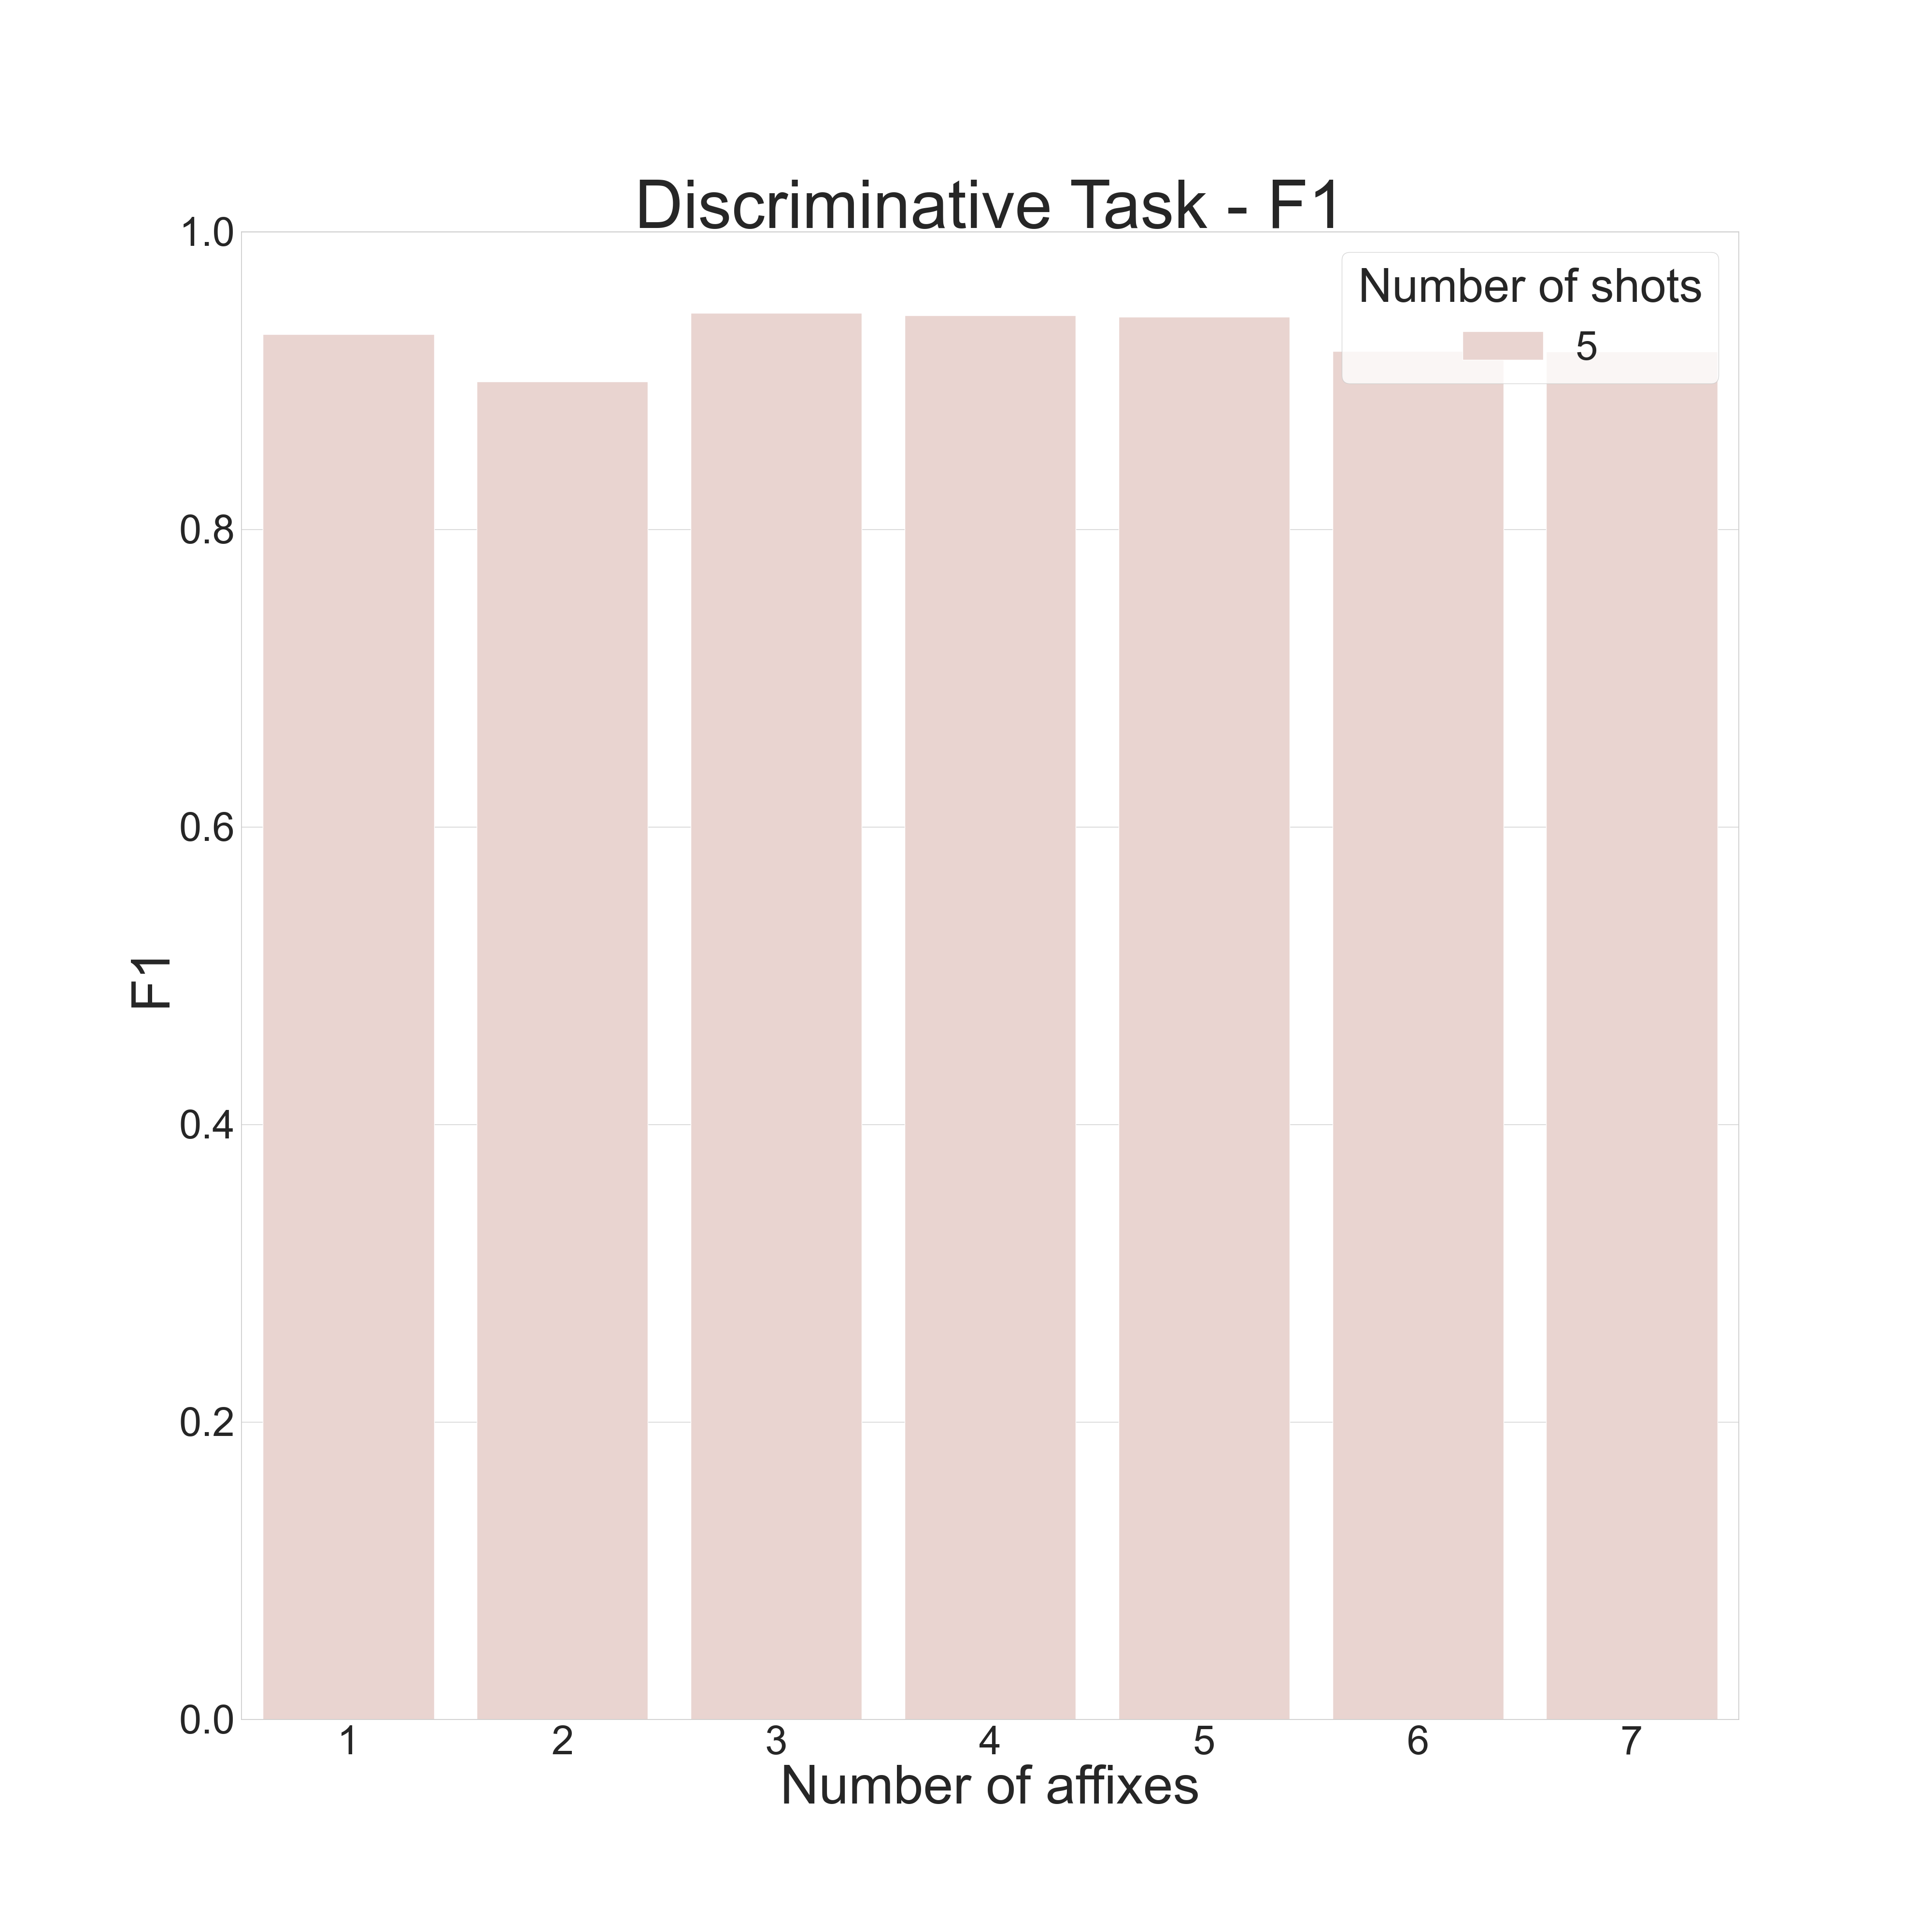 Discriminative Task - F1
1.0
0.8
0.6
0.4
0.2
0.0
F1
Number of shots
5
1 2 3 4 5 6 7
Number of affixes